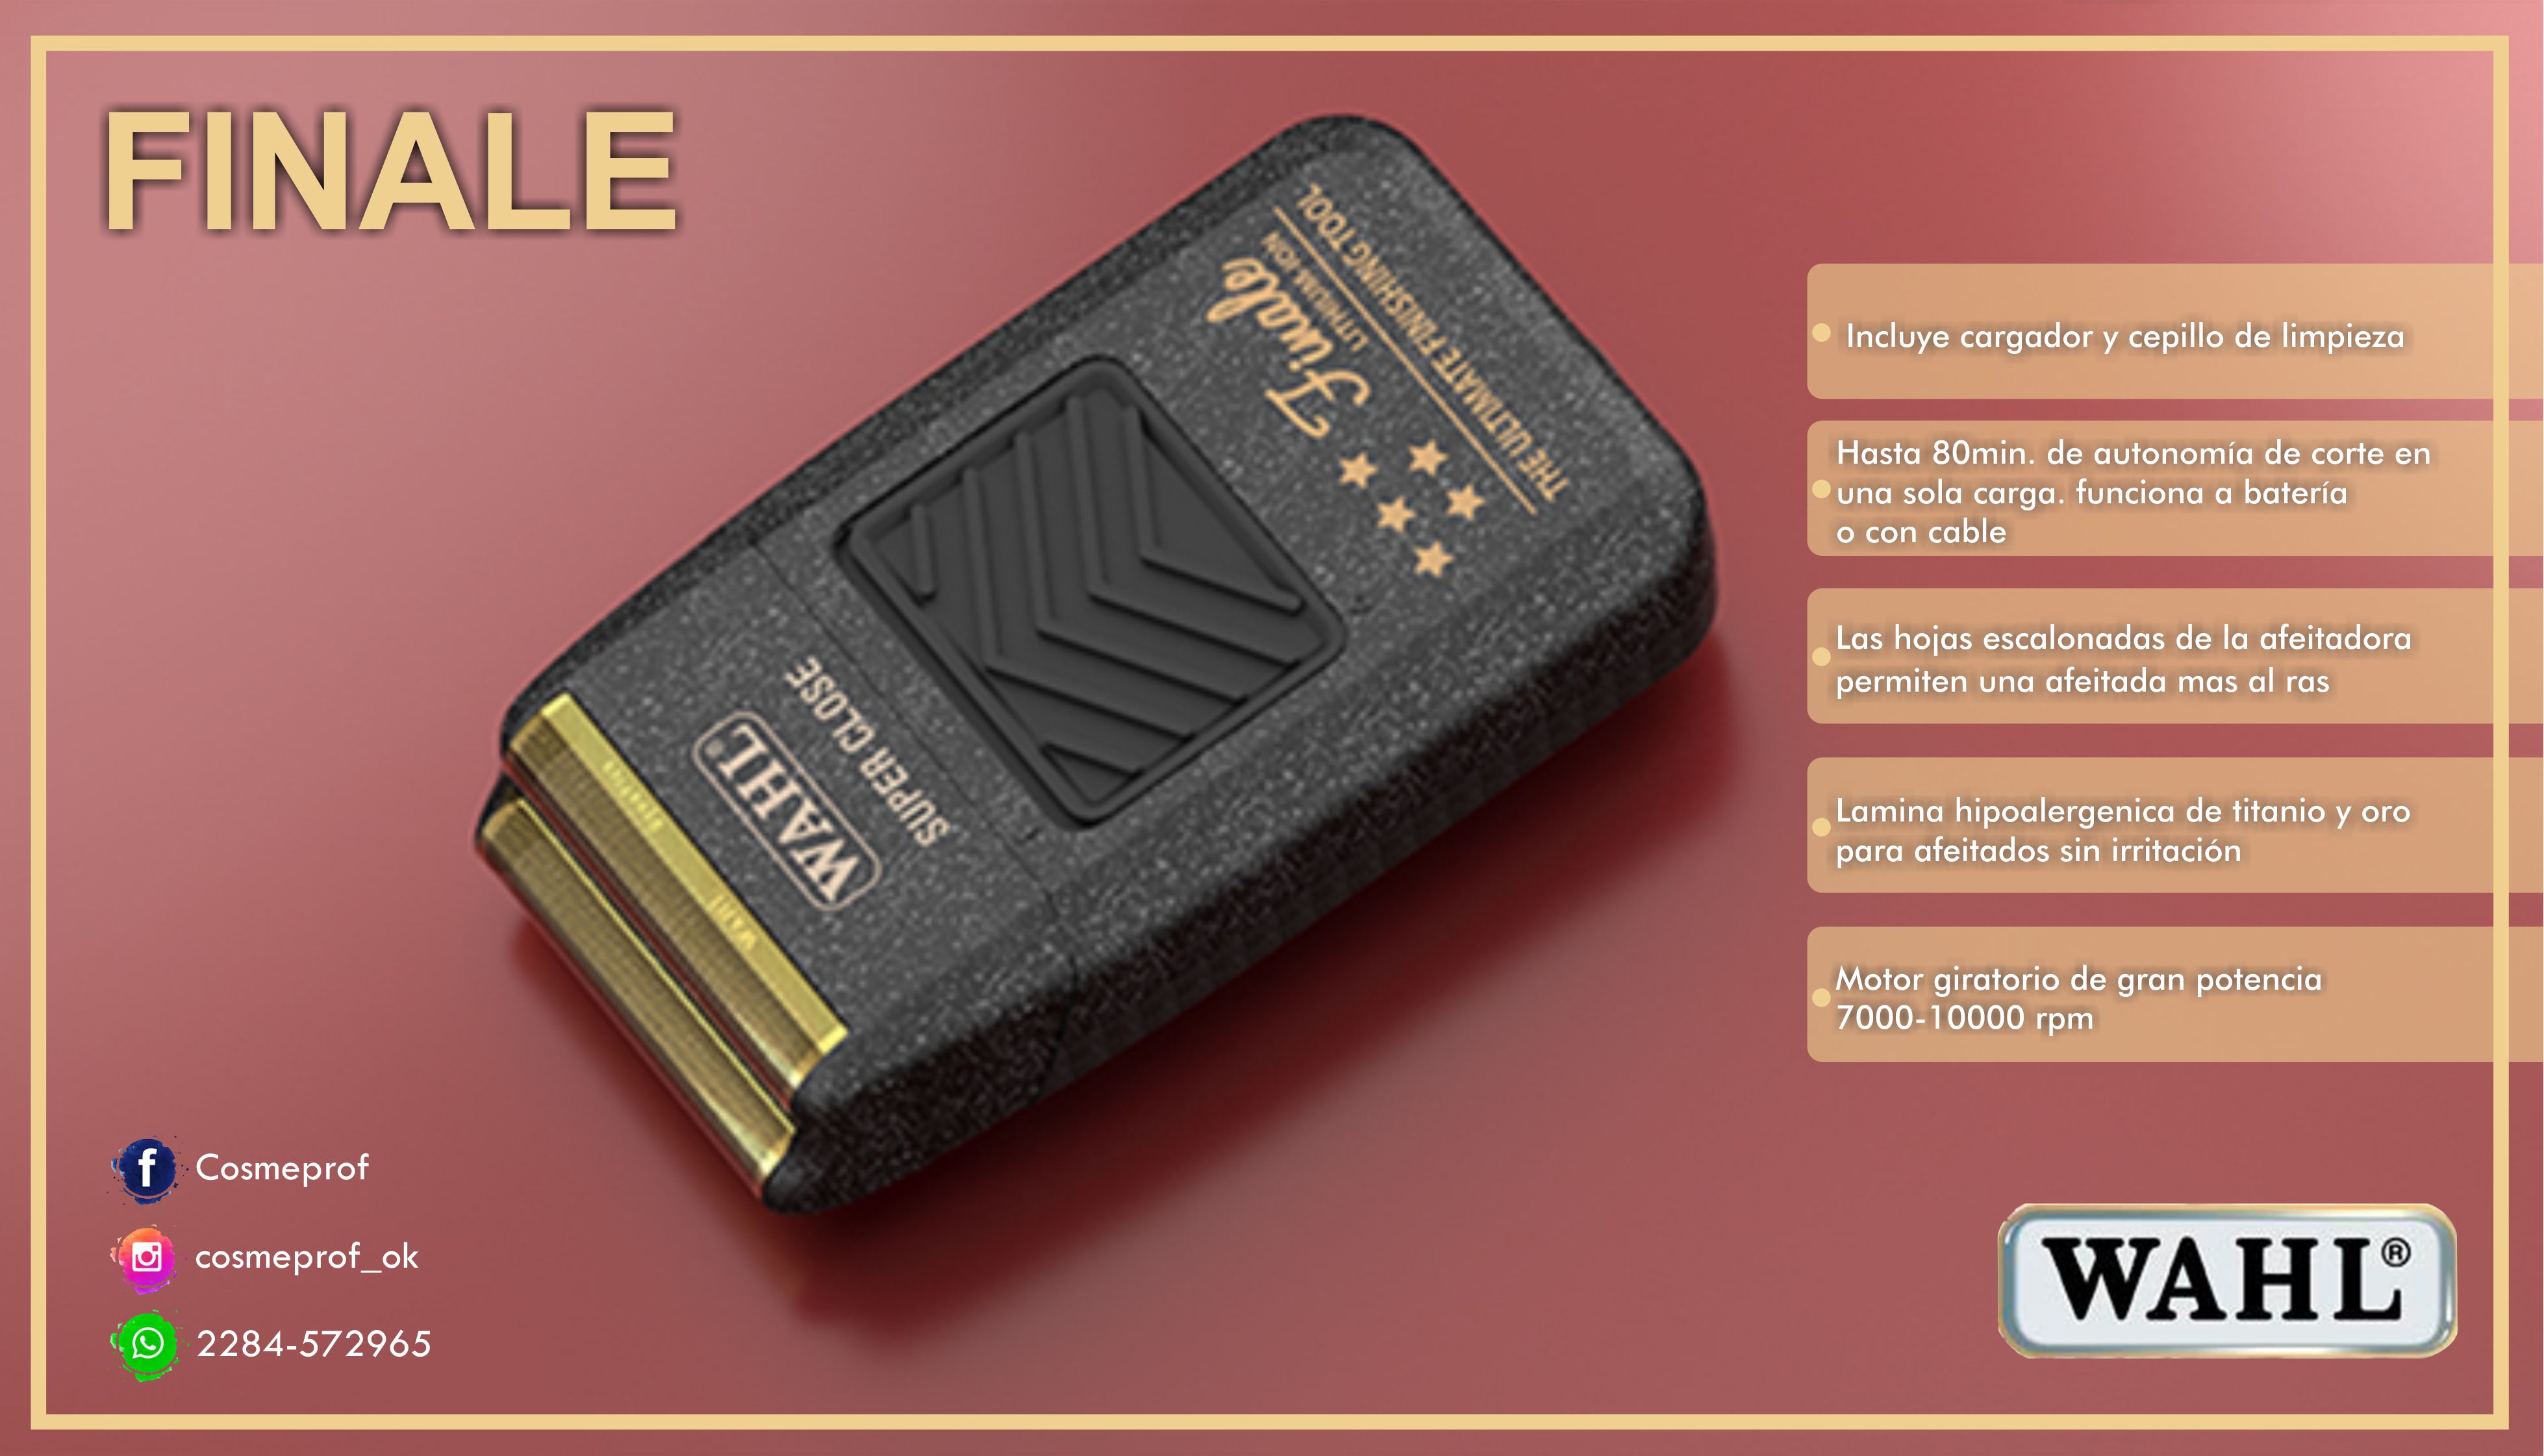 FINALE
THE ULTIMATE FINISHING TOOL
LITHIUM-ION
Finale
SUPER CLOSE
WAHL®
WAHL
Incluye cargador y cepillo de limpieza
Hasta 80min. de autonomía de corte en
una sola carga. funciona a batería
o con cable
Las hojas escalonadas de la afeitadora
permiten una afeitada mas al ras
Lamina hipoalergenica de titanio y oro
para afeitados sin irritación
Motor giratorio de gran potencia
7000-10000 rpm
f Cosmeprof
cosmeprof_ok
2284-572965
WAHL®